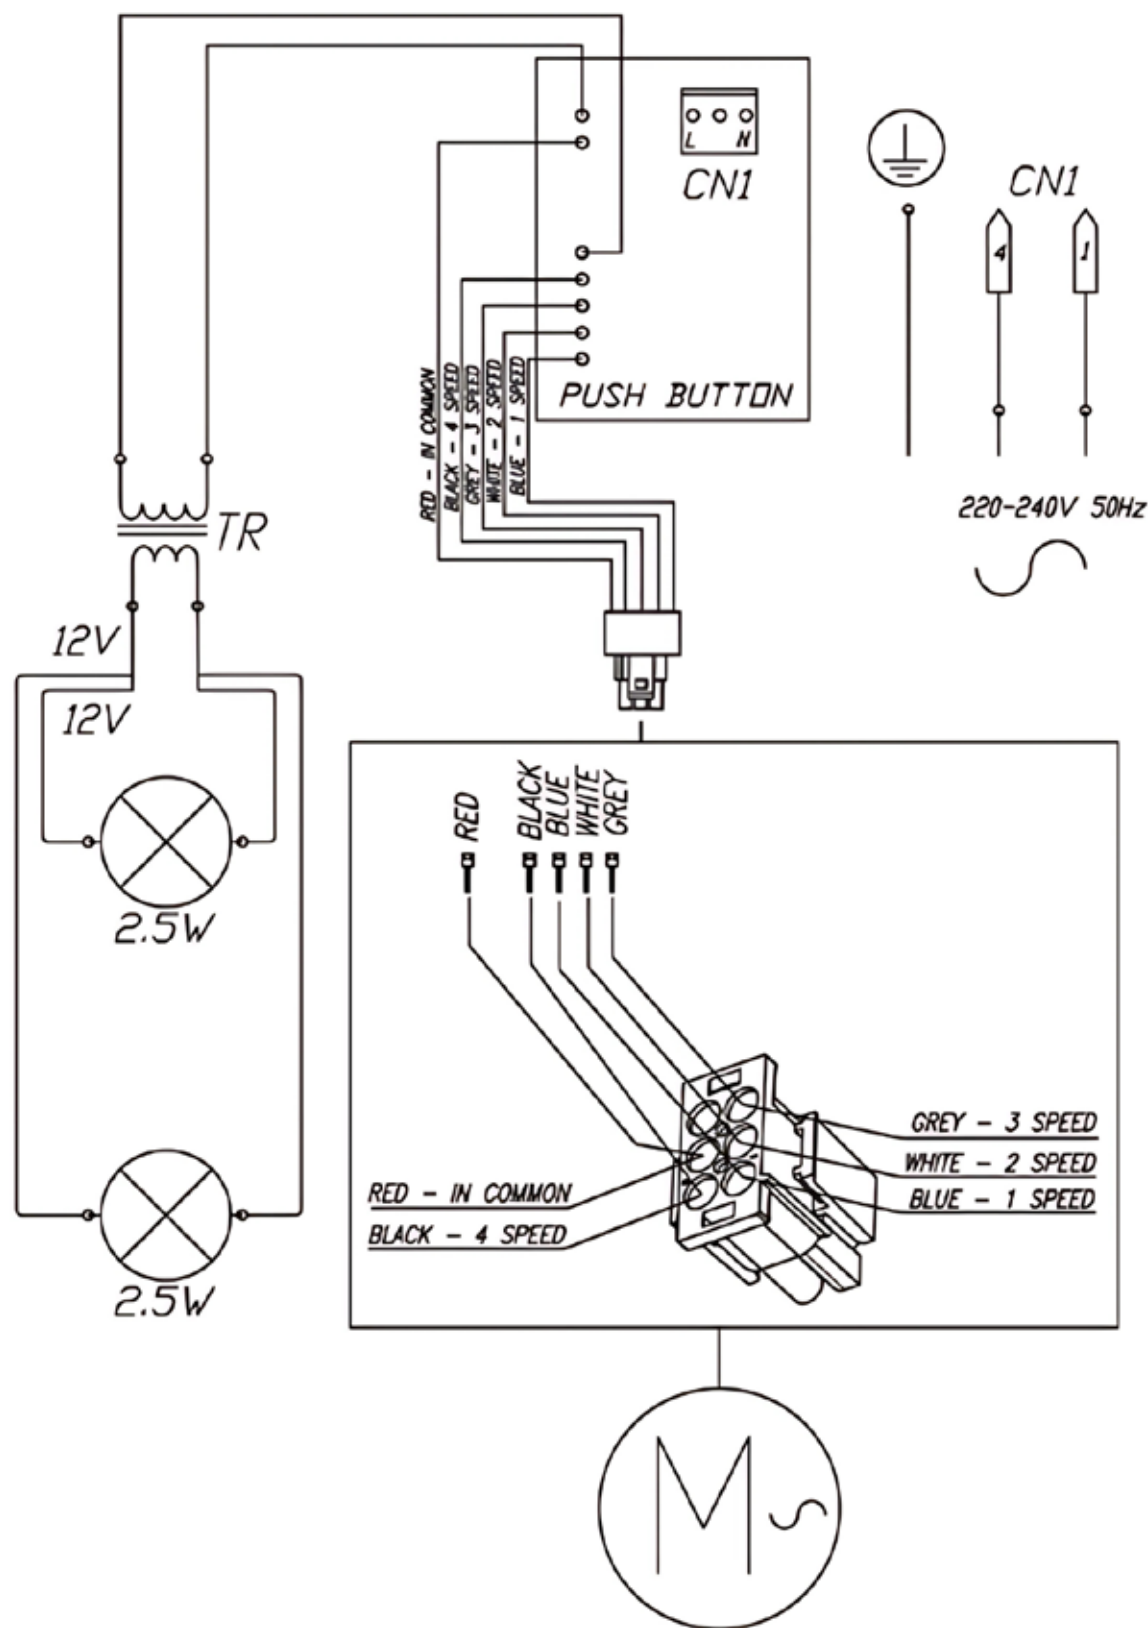 L N
CN1
CN1
4 1
PUSH BUTTON
RED - IN COMMON
BLACK - 4 SPEED
GREY - 3 SPEED
WHITE - 2 SPEED
BLUE - 1 SPEED
220-240V 50Hz
TR
12V
12V
2.5W
2.5W
RED
BLACK
BLUE
WHITE
GREY
GREY - 3 SPEED
WHITE - 2 SPEED
BLUE - 1 SPEED
RED - IN COMMON
BLACK - 4 SPEED
M